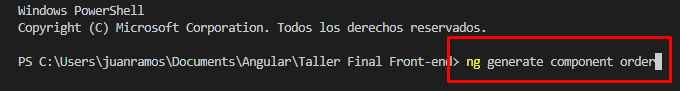 Windows PowerShell
Copyright (C) Microsoft Corporation. Todos los derechos reservados.
PS C:\Users\juanramos\Documents\Angular\Taller Final Front-end> ng generate component order